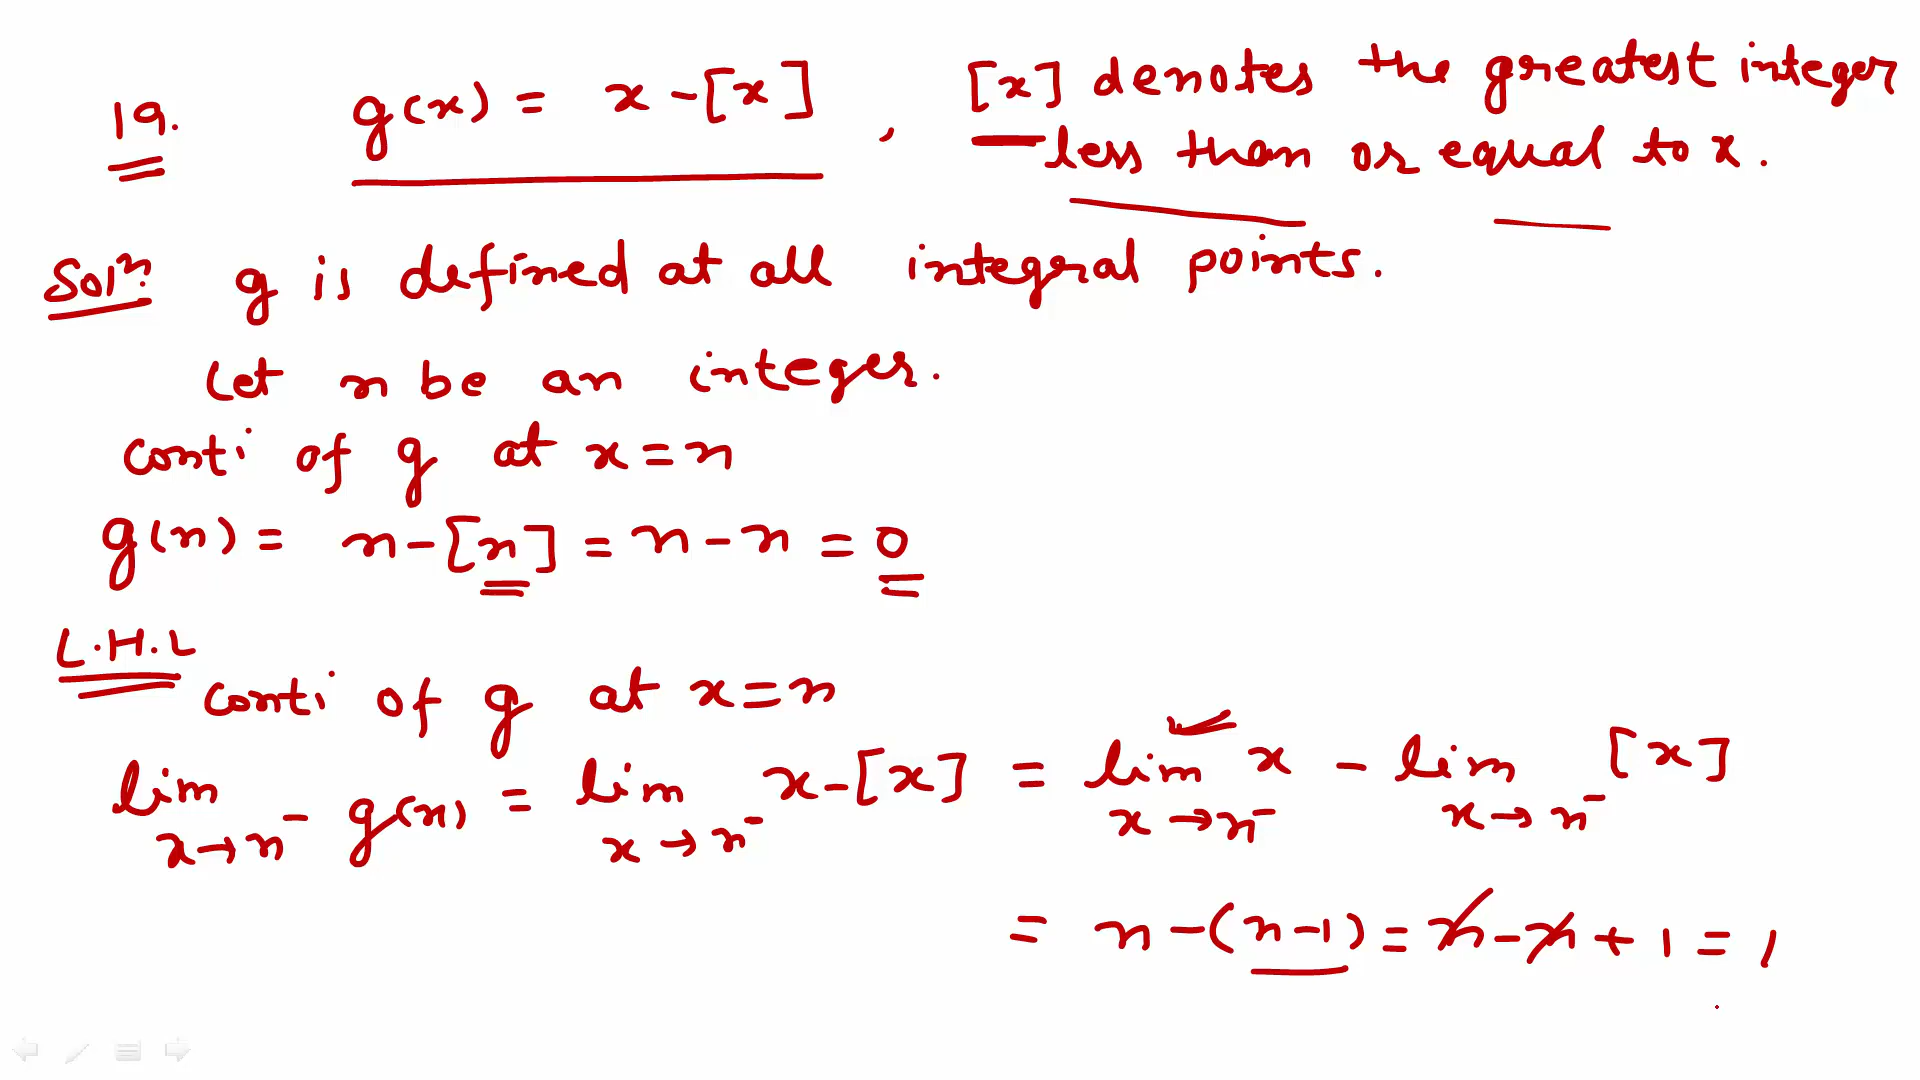 19. g(x) = x - [x] , [x] denotes the greatest integer
less than or equal to x.
Solⁿ g is defined at all integral points.
Let n be an integer.
conti of g at x = n
g(n) = n - [n] = n - n = 0
L.H.L
conti of g at x = n
lim x→n⁻ g(x) = lim x→n⁻ x - [x] = lim x→n⁻ x - lim x→n⁻ [x]
= n - (n - 1) = n - n + 1 = 1